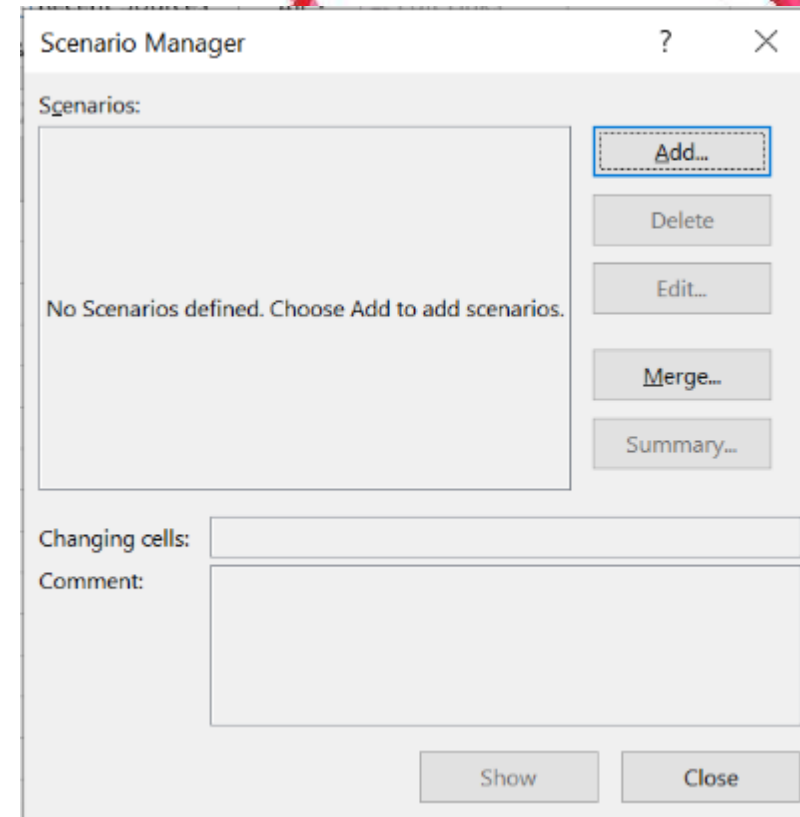 Scenario Manager
?
Scenarios:
Add...
Delete
No Scenarios defined. Choose Add to add scenarios.
Edit...
Merge...
Summary...
Changing cells:
Comment:
Show
Close